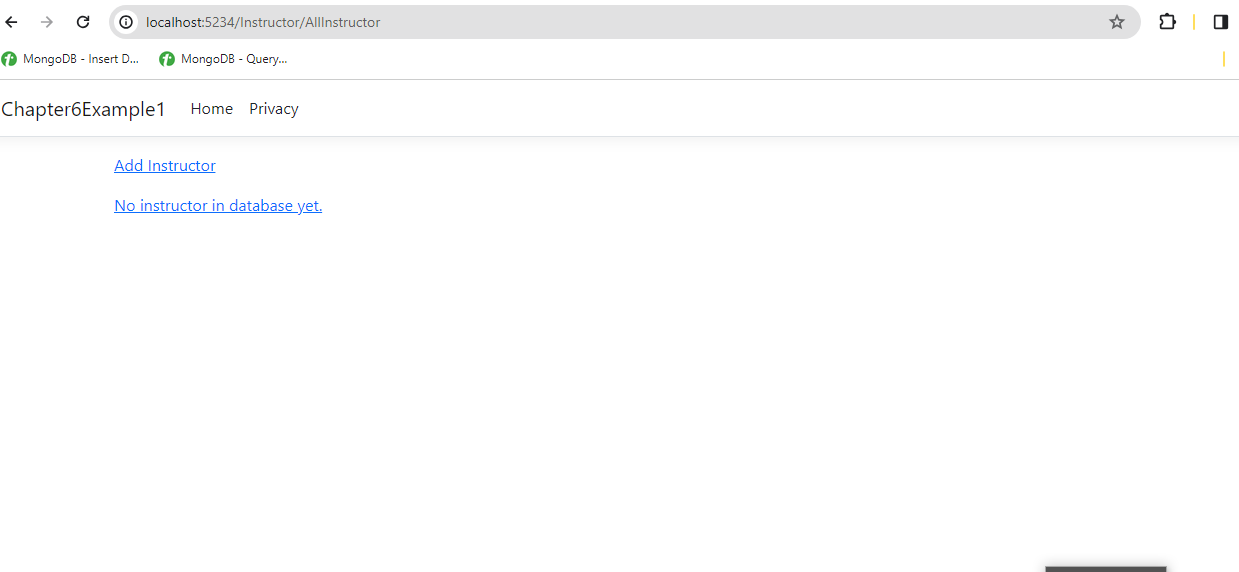 localhost:5234/Instructor/AllInstructor
MongoDB - Insert D... MongoDB - Query...
Chapter6Example1 Home Privacy
Add Instructor
No instructor in database yet.